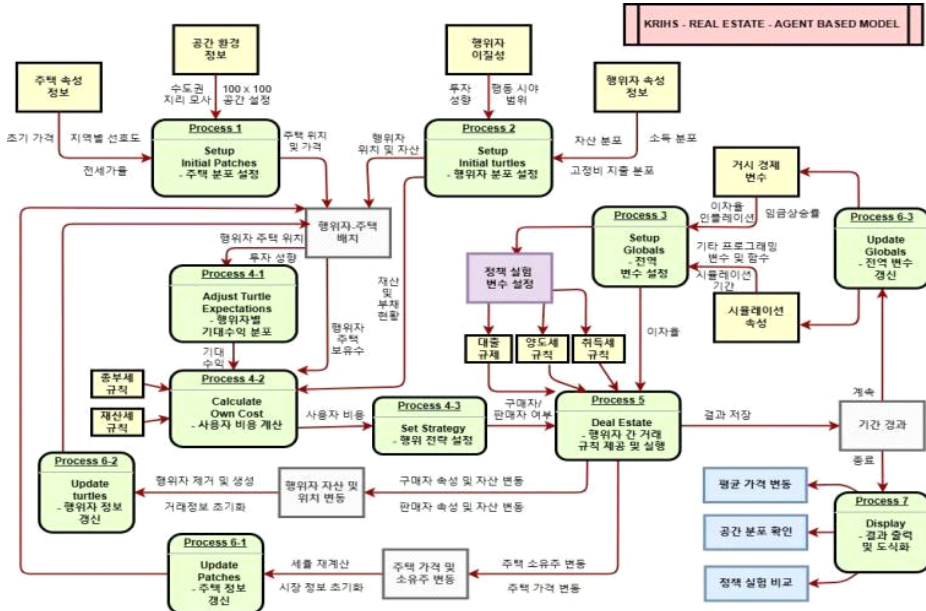 KRIHS - REAL ESTATE - AGENT BASED MODEL
공간 환경
정보
행위자
이질성
주택 속성
정보
행위자 속성
정보
수도권
지리 모사
100 x 100
공간 설정
투자
성향
행동 시야
범위
초기 가격
지역별 선호도
전세가율
Process 1
Setup
Initial Patches
- 주택 분포 설정
주택 위치
및 가격
행위자
위치 및 자산
Process 2
Setup
Initial turtles
- 행위자 분포 설정
자산 분포
소득 분포
고정비 지출 분포
거시 경제
변수
이자율
인플레이션
임금상승률
행위자-주택
배치
Process 3
Setup
Globals
- 전역
변수 설정
기타 프로그래밍
변수 및 함수
시뮬레이션
기간
Process 6-3
Update
Globals
- 전역 변수
갱신
행위자 주택 위치
투자 성향
정책 실험
변수 설정
Process 4-1
Adjust Turtle
Expectations
- 행위자별
기대수익 분포
재산
및
부채
현황
시뮬레이션
속성
행위자
주택
보유수
대출
규제
양도세
규칙
취득세
규칙
이자율
기대
수익
종부세
규칙
재산세
규칙
Process 4-2
Calculate
Own Cost
- 사용자 비용 계산
사용자 비용
Process 4-3
Set Strategy
- 행위 전략 설정
구매자/
판매자 여부
Process 5
Deal Estate
- 행위자 간 거래
규칙 제공 및 실행
결과 저장
계속
기간 경과
종료
Process 6-2
Update
turtles
- 행위자 정보
갱신
행위자 제거 및 생성
거래정보 초기화
행위자 자산 및
위치 변동
구매자 속성 및 자산 변동
판매자 속성 및 자산 변동
평균 가격 변동
공간 분포 확인
정책 실험 비교
Process 7
Display
- 결과 출력
및 도식화
Process 6-1
Update
Patches
- 주택 정보
갱신
세율 재계산
시장 정보 초기화
주택 가격 및
소유주 변동
주택 소유주 변동
주택 가격 변동